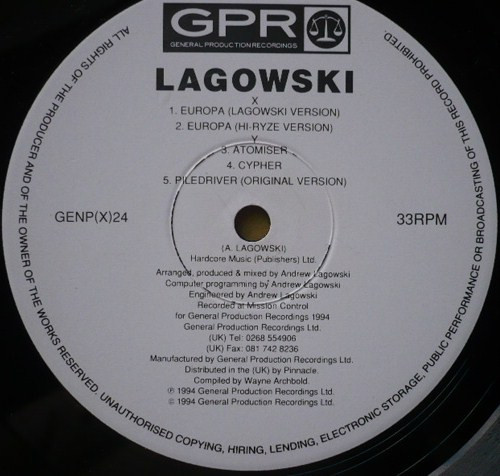 GPR
GENERAL PRODUCTION RECORDINGS
LAGOWSKI
X
1. EUROPA (LAGOWSKI VERSION)
2. EUROPA (HI-RYZE VERSION)
Y
3. ATOMISER
4. CYPHER
5. PILEDRIVER (ORIGINAL VERSION)
GENP(X)24
33RPM
(A. LAGOWSKI)
Hardcore Music (Publishers) Ltd.
Arranged, produced & mixed by Andrew Lagowski
Computer programming by Andrew Lagowski
Engineered by Andrew Lagowski
Recorded at Mission Control
for General Production Recordings 1994
General Production Recordings Ltd.
(UK) Tel: 0268 554906
(UK) Fax: 081 742 8236
Manufactured by General Production Recordings Ltd.
Distributed in the (UK) by Pinnacle.
Compiled by Wayne Archbold.
℗ 1994 General Production Recordings Ltd.
© 1994 General Production Recordings Ltd.
ALL RIGHTS OF THE PRODUCER AND OF THE OWNER OF THE WORKS RESERVED. UNAUTHORISED COPYING, HIRING, LENDING, ELECTRONIC STORAGE, PUBLIC PERFORMANCE OR BROADCASTING OF THIS RECORD PROHIBITED.